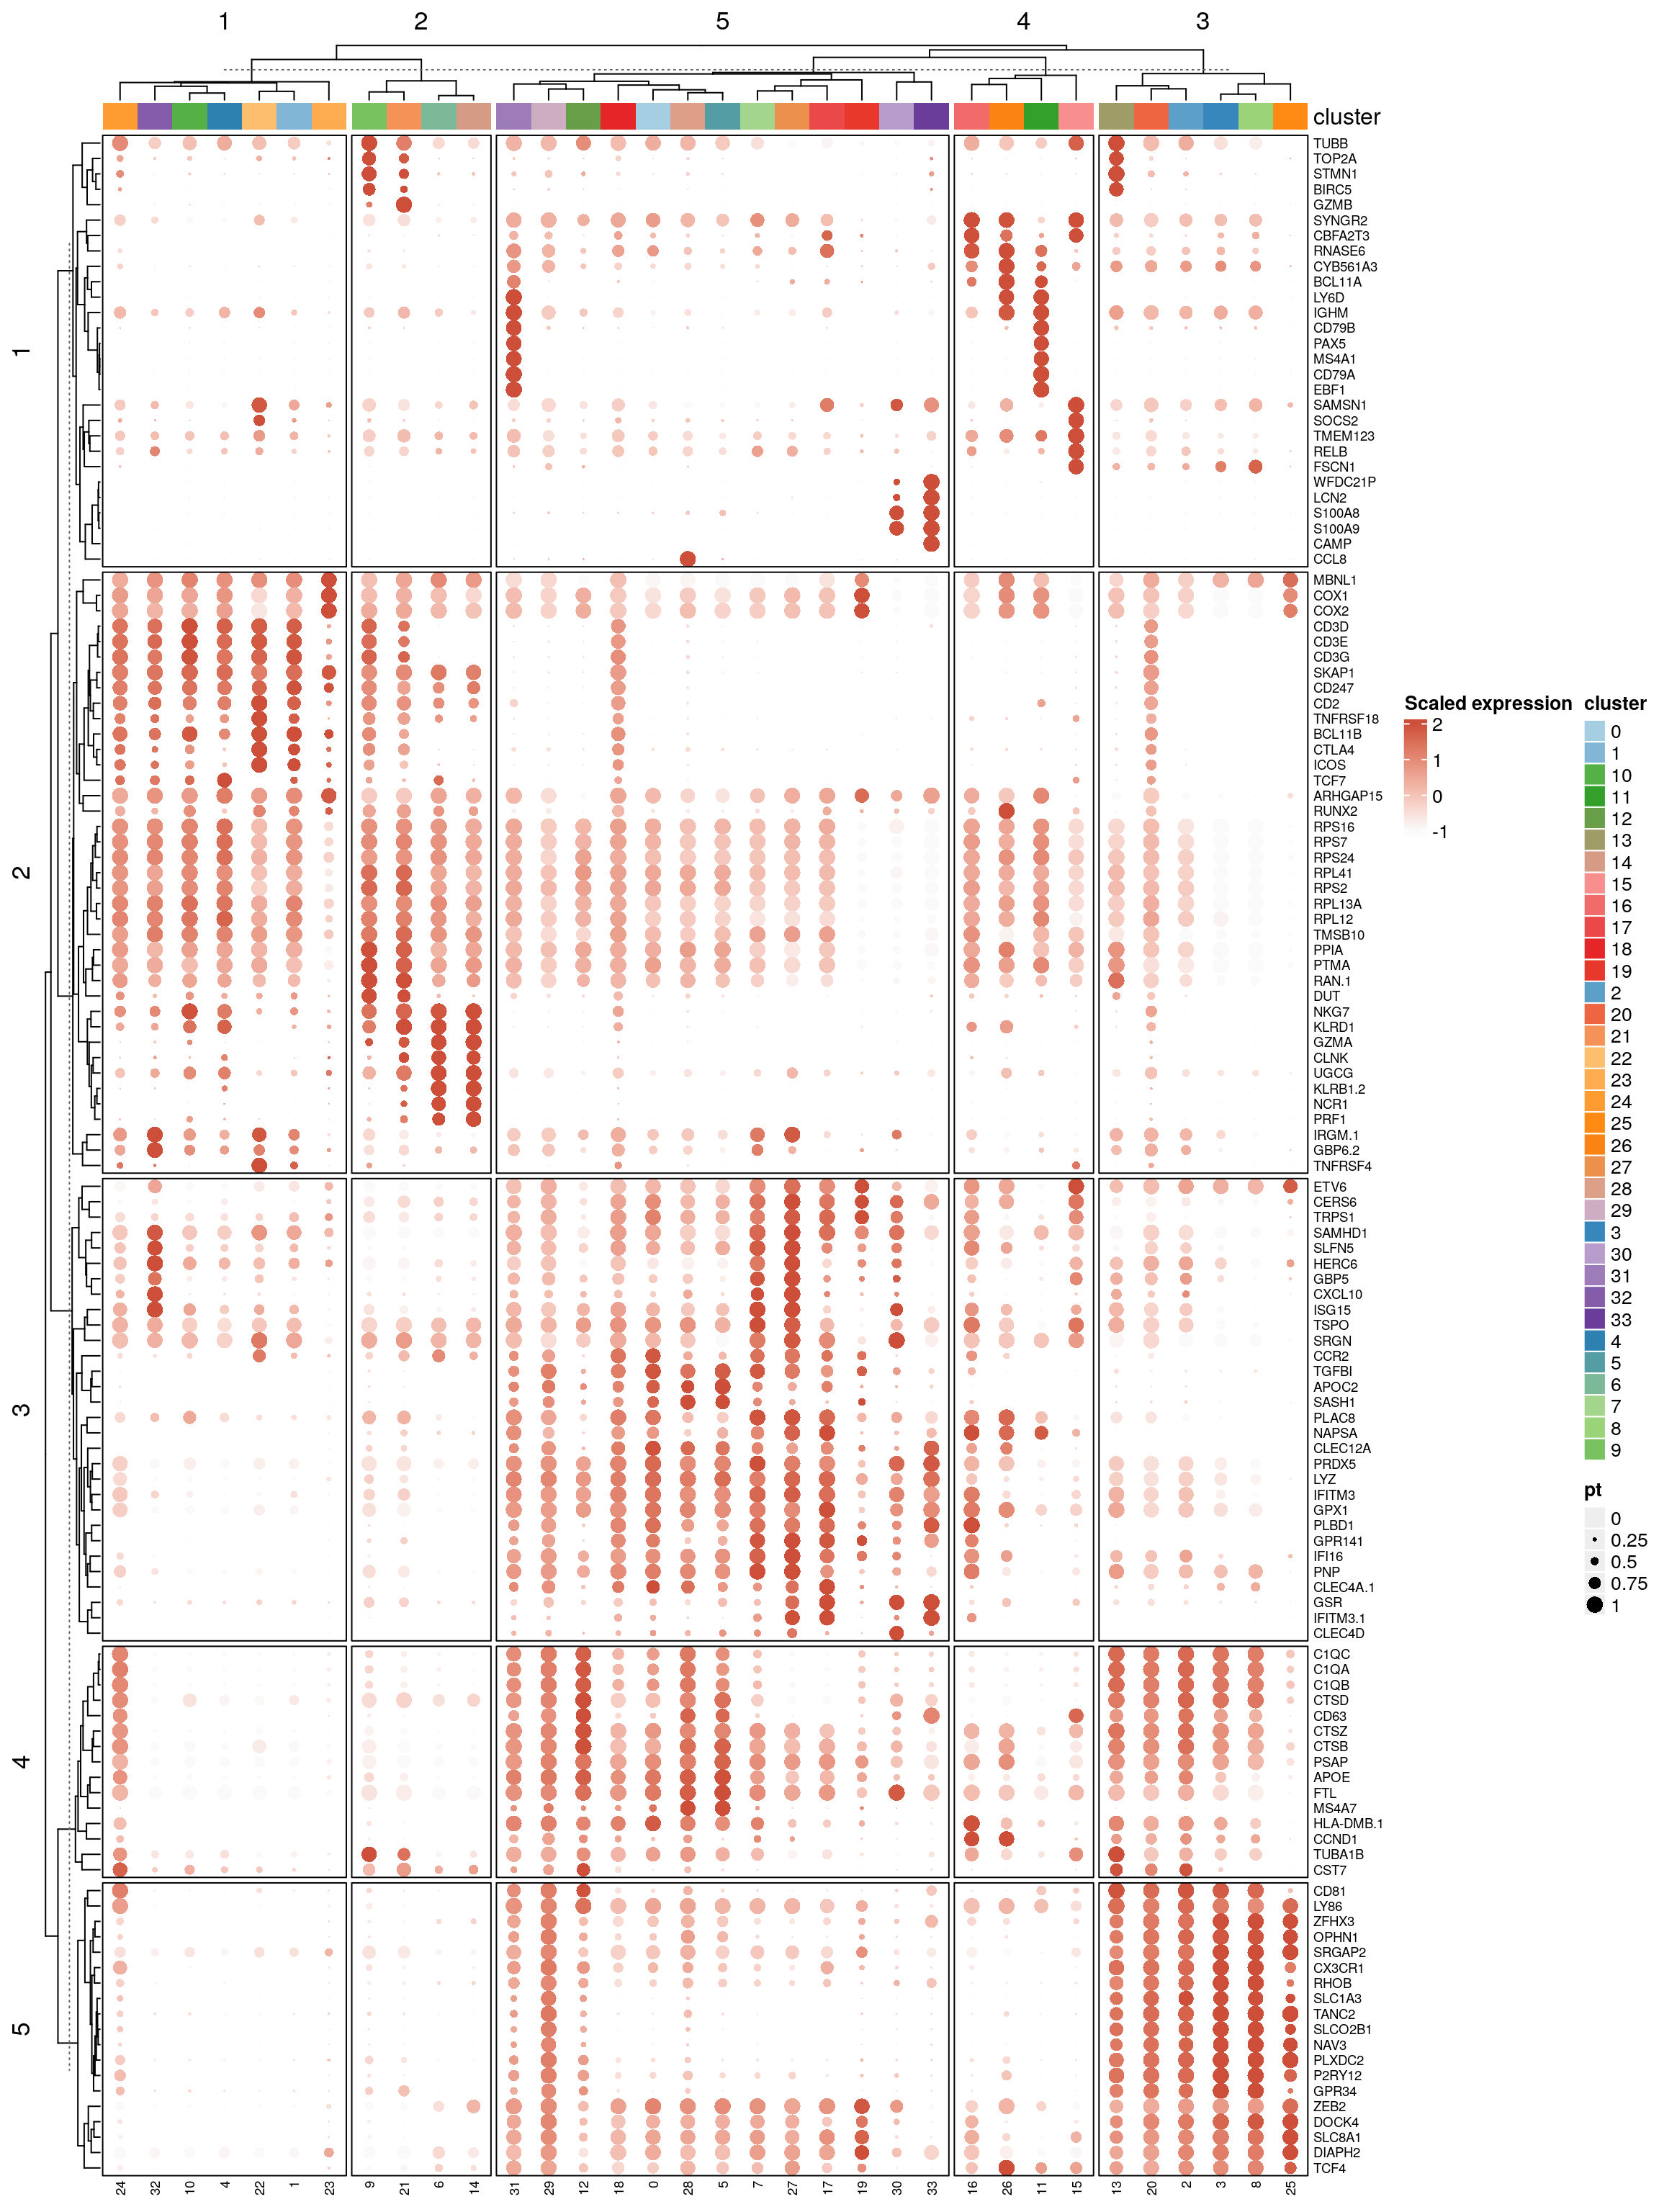 1 2 5 4 3
cluster
TUBB
TOP2A
STMN1
BIRC5
GZMB
SYNGR2
CBFA2T3
RNASE6
CYB561A3
BCL11A
LY6D
IGHM
CD79B
PAX5
MS4A1
CD79A
EBF1
SAMSN1
SOCS2
TMEM123
RELB
FSCN1
WFDC21P
LCN2
S100A8
S100A9
CAMP
CCL8
1
MBNL1
COX1
COX2
CD3D
CD3E
CD3G
SKAP1
CD247
CD2
TNFRSF18
BCL11B
CTLA4
ICOS
TCF7
ARHGAP15
RUNX2
RPS16
RPS7
RPS24
RPL41
RPS2
RPL13A
RPL12
TMSB10
PPIA
PTMA
RAN.1
DUT
NKG7
KLRD1
GZMA
CLNK
UGCG
KLRB1.2
NCR1
PRF1
IRGM.1
GBP6.2
TNFRSF4
2
ETV6
CERS6
TRPS1
SAMHD1
SLFN5
HERC6
GBP5
CXCL10
ISG15
TSPO
SRGN
CCR2
TGFBI
APOC2
SASH1
PLAC8
NAPSA
CLEC12A
PRDX5
LYZ
IFITM3
GPX1
PLBD1
GPR141
IFI16
PNP
CLEC4A.1
GSR
IFITM3.1
CLEC4D
3
C1QC
C1QA
C1QB
CTSD
CD63
CTSZ
CTSB
PSAP
APOE
FTL
MS4A7
HLA-DMB.1
CCND1
TUBA1B
CST7
4
CD81
LY86
ZFHX3
OPHN1
SRGAP2
CX3CR1
RHOB
SLC1A3
TANC2
SLCO2B1
NAV3
PLXDC2
P2RY12
GPR34
ZEB2
DOCK4
SLC8A1
DIAPH2
TCF4
5
24 32 10 4 22 1 23 9 21 6 14 31 29 12 18 0 28 5 7 27 17 19 30 33 16 26 11 15 13 20 2 3 8 25
Scaled expression
2
1
0
-1
cluster
0
1
10
11
12
13
14
15
16
17
18
19
2
20
21
22
23
24
25
26
27
28
29
3
30
31
32
33
4
5
6
7
8
9
pt
0
0.25
0.5
0.75
1